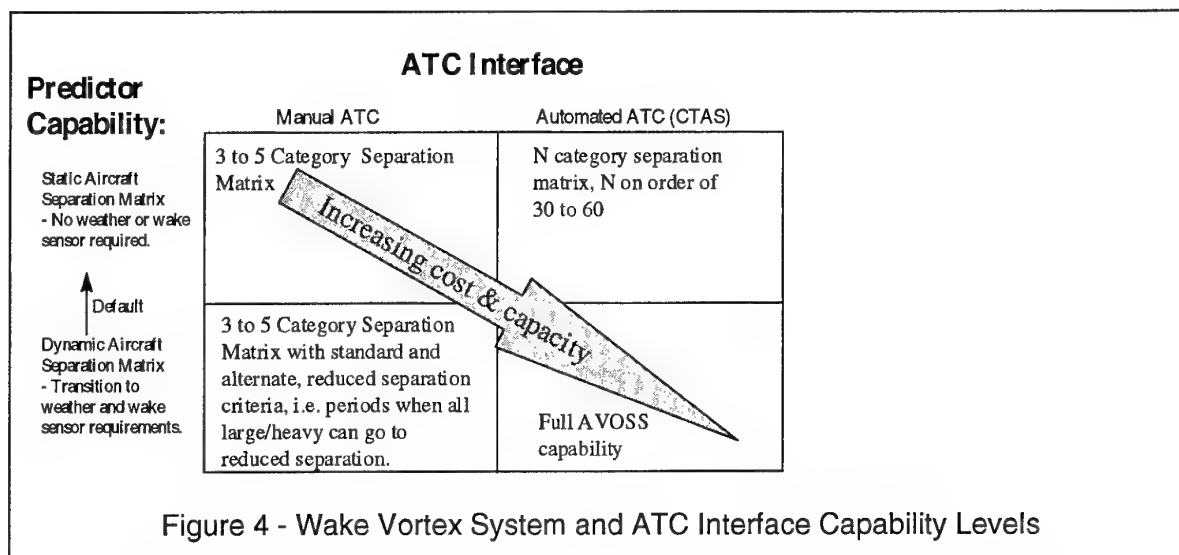 ATC Interface
Predictor
Capability:
Manual ATC
Automated ATC (CTAS)
Static Aircraft
Separation Matrix
- No weather or wake
sensor required.
Default
Dynamic Aircraft
Separation Matrix
- Transition to
weather and wake
sensor requirements.
3 to 5 Category Separation
Matrix
N category separation
matrix, N on order of
30 to 60
Increasing cost & capacity
3 to 5 Category Separation
Matrix with standard and
alternate, reduced separation
criteria, i.e. periods when all
large/heavy can go to
reduced separation.
Full AVOSS
capability
Figure 4 - Wake Vortex System and ATC Interface Capability Levels